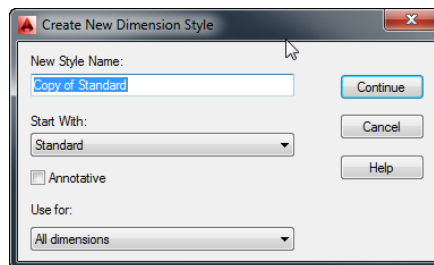 Create New Dimension Style
New Style Name:
Copy of Standard
Continue
Start With:
Cancel
Standard
Help
Annotative
Use for:
All dimensions